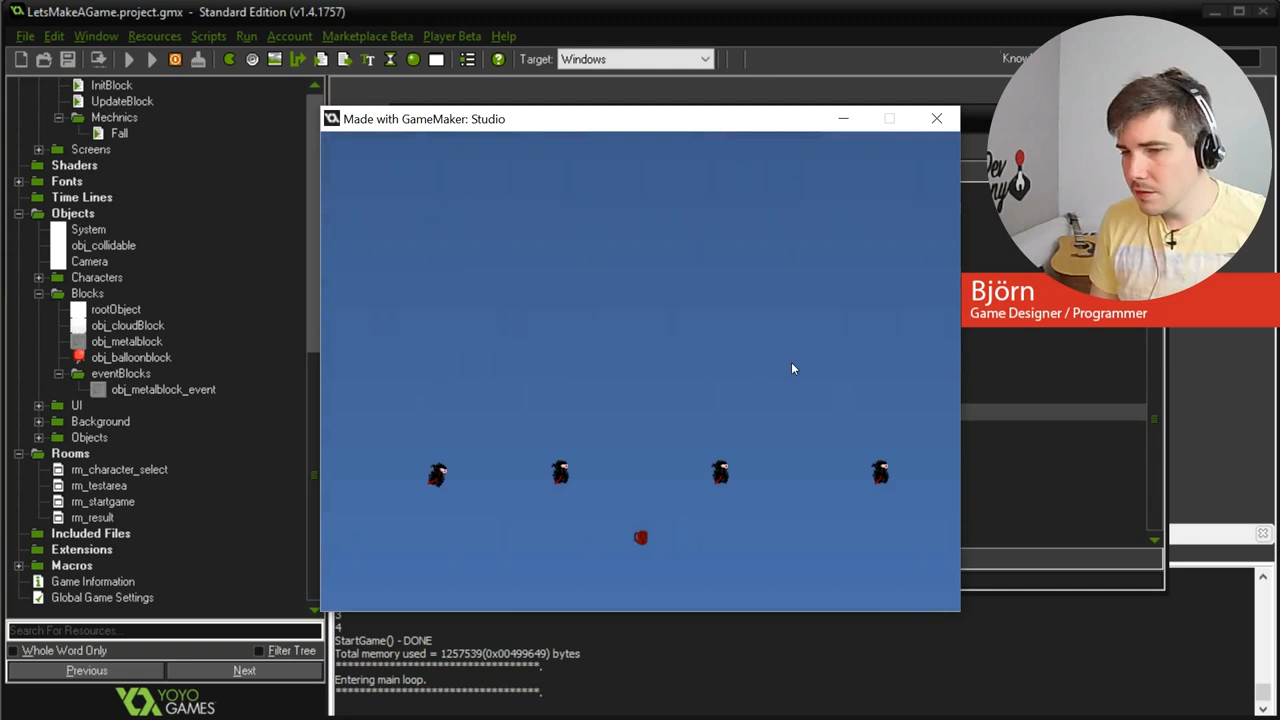 LetsMakeAGame.project.gmx - Standard Edition (v1.4.1757)
File Edit Window Resources Scripts Run Account Marketplace Beta Player Beta Help
Target: Windows
InitBlock
UpdateBlock
Mechnics
Fall
Screens
Shaders
Fonts
Time Lines
Objects
System
obj_collidable
Camera
Characters
Blocks
rootObject
obj_cloudBlock
obj_metalblock
obj_balloonblock
eventBlocks
obj_metalblock_event
UI
Background
Objects
Rooms
rm_character_select
rm_testarea
rm_startgame
rm_result
Included Files
Extensions
Macros
Game Information
Global Game Settings
Search For Resources...
Whole Word Only
Filter Tree
Previous
Next
YOYO
GAMES™
Made with GameMaker: Studio
Björn
Game Designer / Programmer
3
4
StartGame() - DONE
Total memory used = 1257539(0x00499649) bytes
*********************************.
Entering main loop.
*********************************.